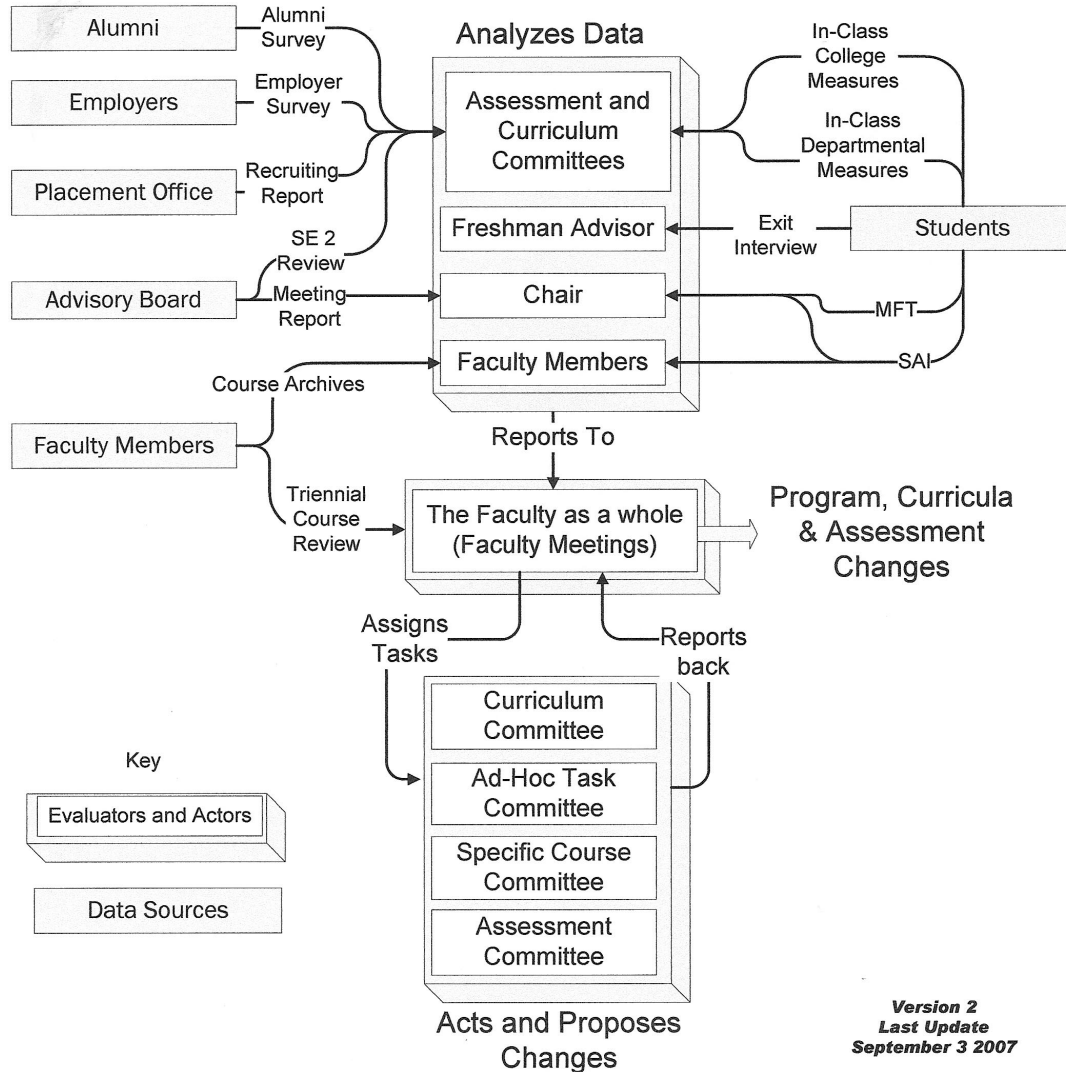 Alumni
Alumni
Survey
Employers
Employer
Survey
Placement Office
Recruiting
Report
Advisory Board
SE 2
Review
Meeting
Report
Faculty Members
Course Archives
Triennial
Course
Review
Analyzes Data
Assessment and
Curriculum
Committees
Freshman Advisor
Chair
Faculty Members
In-Class
College
Measures
In-Class
Departmental
Measures
Exit
Interview
Students
MFT
SAI
Reports To
The Faculty as a whole
(Faculty Meetings)
Program, Curricula
& Assessment
Changes
Assigns
Tasks
Reports
back
Curriculum
Committee
Ad-Hoc Task
Committee
Specific Course
Committee
Assessment
Committee
Acts and Proposes
Changes
Key
Evaluators and Actors
Data Sources
Version 2
Last Update
September 3 2007